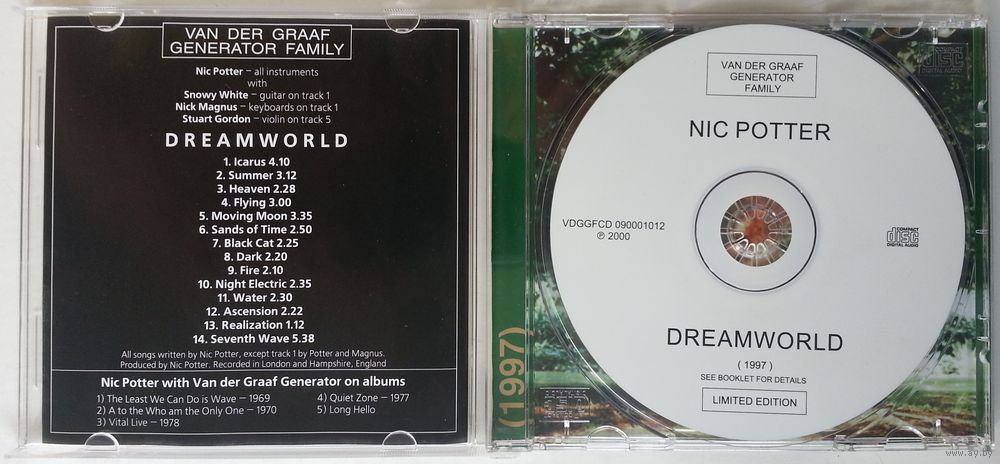 VAN DER GRAAF
GENERATOR FAMILY
Nic Potter – all instruments
with
Snowy White – guitar on track 1
Nick Magnus – keyboards on track 1
Stuart Gordon – violin on track 5
DREAMWORLD
1. Icarus 4.10
2. Summer 3.12
3. Heaven 2.28
4. Flying 3.00
5. Moving Moon 3.35
6. Sands of Time 2.50
7. Black Cat 2.25
8. Dark 2.20
9. Fire 2.10
10. Night Electric 2.35
11. Water 2.30
12. Ascension 2.22
13. Realization 1.12
14. Seventh Wave 5.38
All songs written by Nic Potter, except track 1 by Potter and Magnus.
Produced by Nic Potter. Recorded in London and Hampshire, England
Nic Potter with Van der Graaf Generator on albums
1) The Least We Can Do is Wave – 1969
2) A to the Who am the Only One – 1970
3) Vital Live – 1978
4) Quiet Zone – 1977
5) Long Hello
(1997)
VAN DER GRAAF
GENERATOR
FAMILY
NIC POTTER
VDGGFCD 090001012
℗ 2000
COMPACT
disc
DIGITAL AUDIO
DREAMWORLD
( 1997 )
SEE BOOKLET FOR DETAILS
LIMITED EDITION
COMPACT
disc
DIGITAL AUDIO
www.ay.by